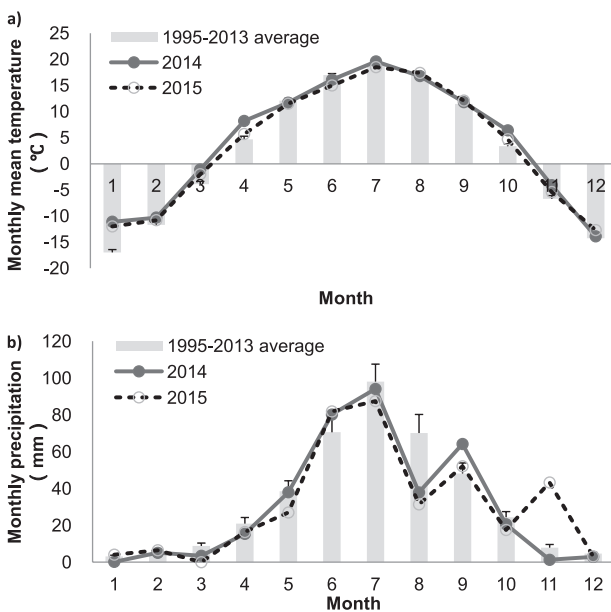 a)
Monthly mean temperature
( ℃)
25
20
15
10
5
0
-5
-10
-15
-20
1995-2013 average
2014
2015
1 2 3 4 5 6 7 8 9 10 11 12
Month
b)
Monthly precipitation
( mm )
120
100
80
60
40
20
0
1995-2013 average
2014
2015
1 2 3 4 5 6 7 8 9 10 11 12
Month